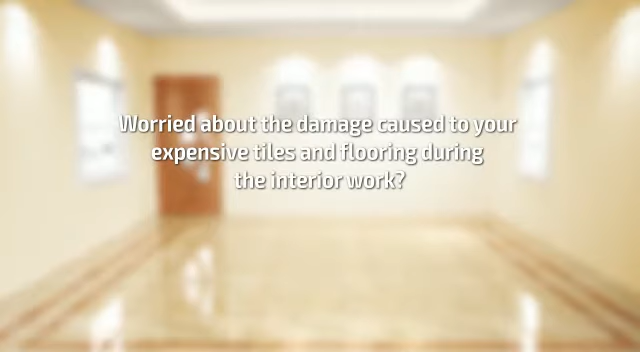 Worried about the damage caused to your
expensive tiles and flooring during
the interior work?